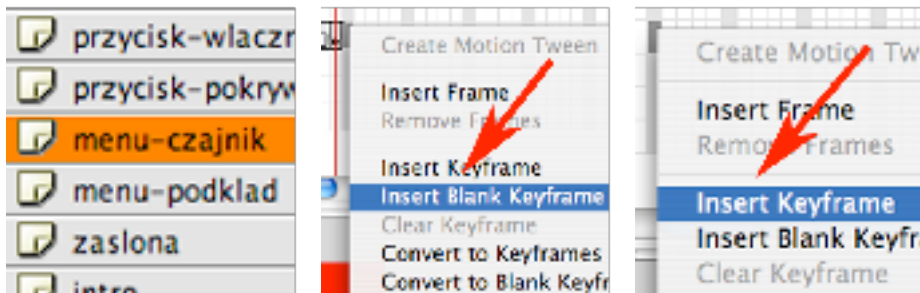 przycisk-wlaczn
przycisk-pokryw
menu-czajnik
menu-podklad
zaslona
intro
Create Motion Tween
Insert Frame
Remove Frames
Insert Keyframe
Insert Blank Keyframe
Clear Keyframe
Convert to Keyframes
Convert to Blank Keyfr
Create Motion Tw
Insert Frame
Remove Frames
Insert Keyframe
Insert Blank Keyfr
Clear Keyframe